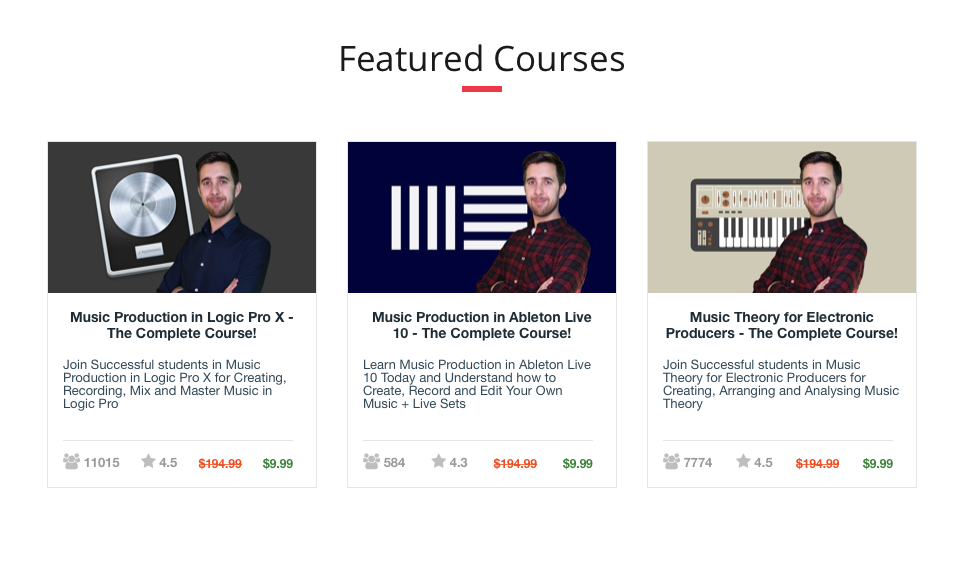 Featured Courses
Music Production in Logic Pro X -
The Complete Course!
Join Successful students in Music
Production in Logic Pro X for Creating,
Recording, Mix and Master Music in
Logic Pro
11015 4.5 $194.99 $9.99
Music Production in Ableton Live
10 - The Complete Course!
Learn Music Production in Ableton Live
10 Today and Understand how to
Create, Record and Edit Your Own
Music + Live Sets
584 4.3 $194.99 $9.99
Music Theory for Electronic
Producers - The Complete Course!
Join Successful students in Music
Theory for Electronic Producers for
Creating, Arranging and Analysing Music
Theory
7774 4.5 $194.99 $9.99